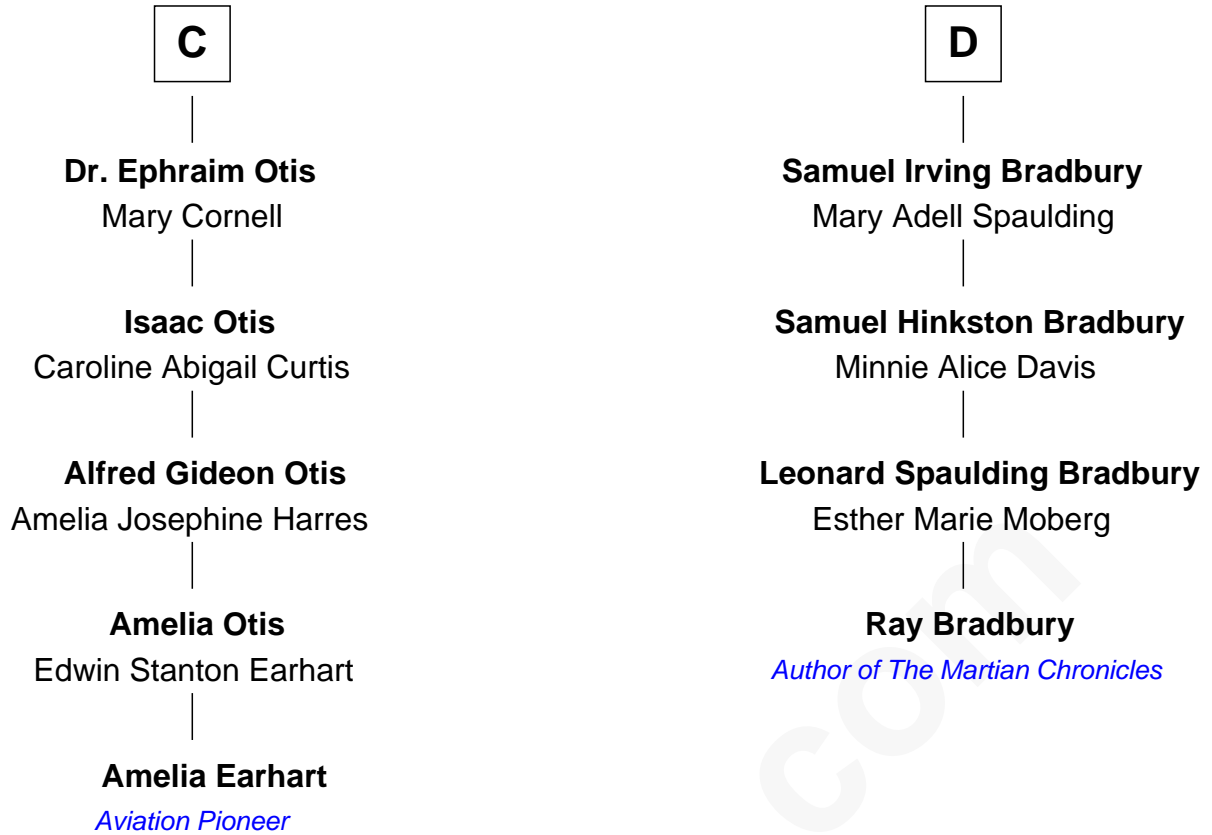 C
Dr. Ephraim Otis
Mary Cornell
Isaac Otis
Caroline Abigail Curtis
Alfred Gideon Otis
Amelia Josephine Harres
Amelia Otis
Edwin Stanton Earhart
Amelia Earhart
Aviation Pioneer
D
Samuel Irving Bradbury
Mary Adell Spaulding
Samuel Hinkston Bradbury
Minnie Alice Davis
Leonard Spaulding Bradbury
Esther Marie Moberg
Ray Bradbury
Author of The Martian Chronicles
com